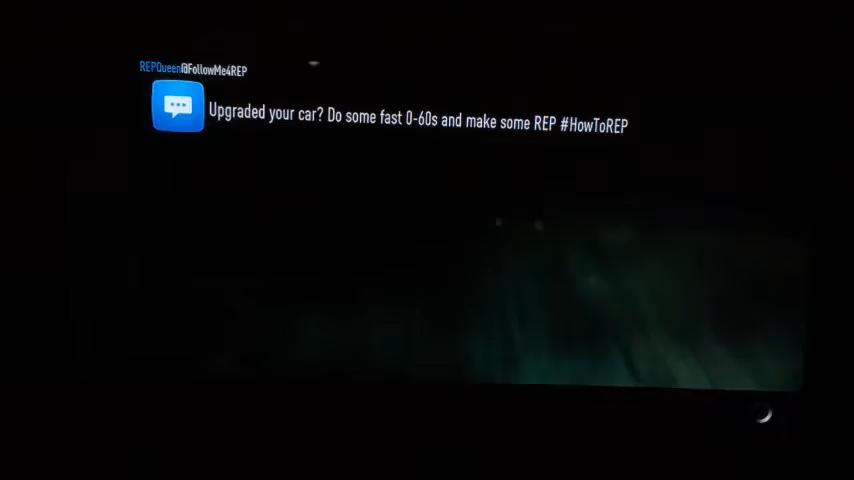 REPQueen@FollowMe4REP
Upgraded your car? Do some fast 0-60s and make some REP #HowToREP